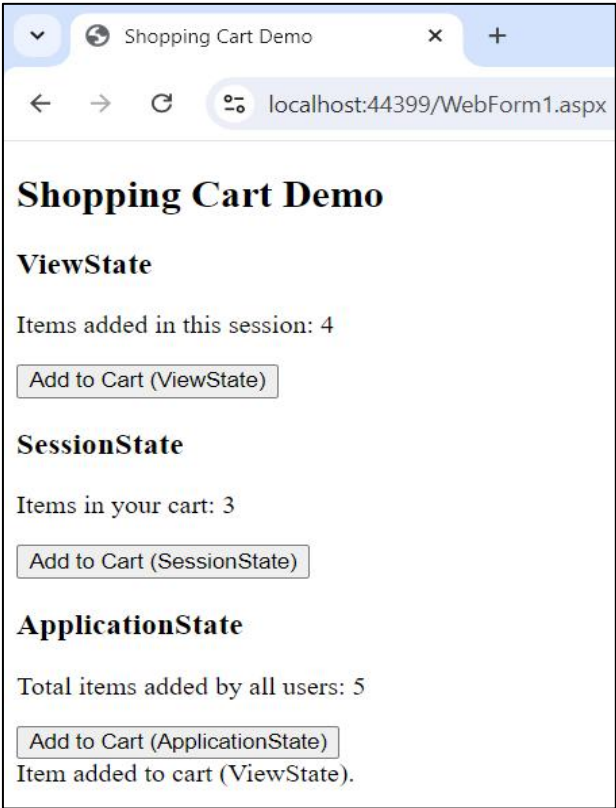 Shopping Cart Demo
localhost:44399/WebForm1.aspx
Shopping Cart Demo
ViewState
Items added in this session: 4
Add to Cart (ViewState)
SessionState
Items in your cart: 3
Add to Cart (SessionState)
ApplicationState
Total items added by all users: 5
Add to Cart (ApplicationState)
Item added to cart (ViewState).